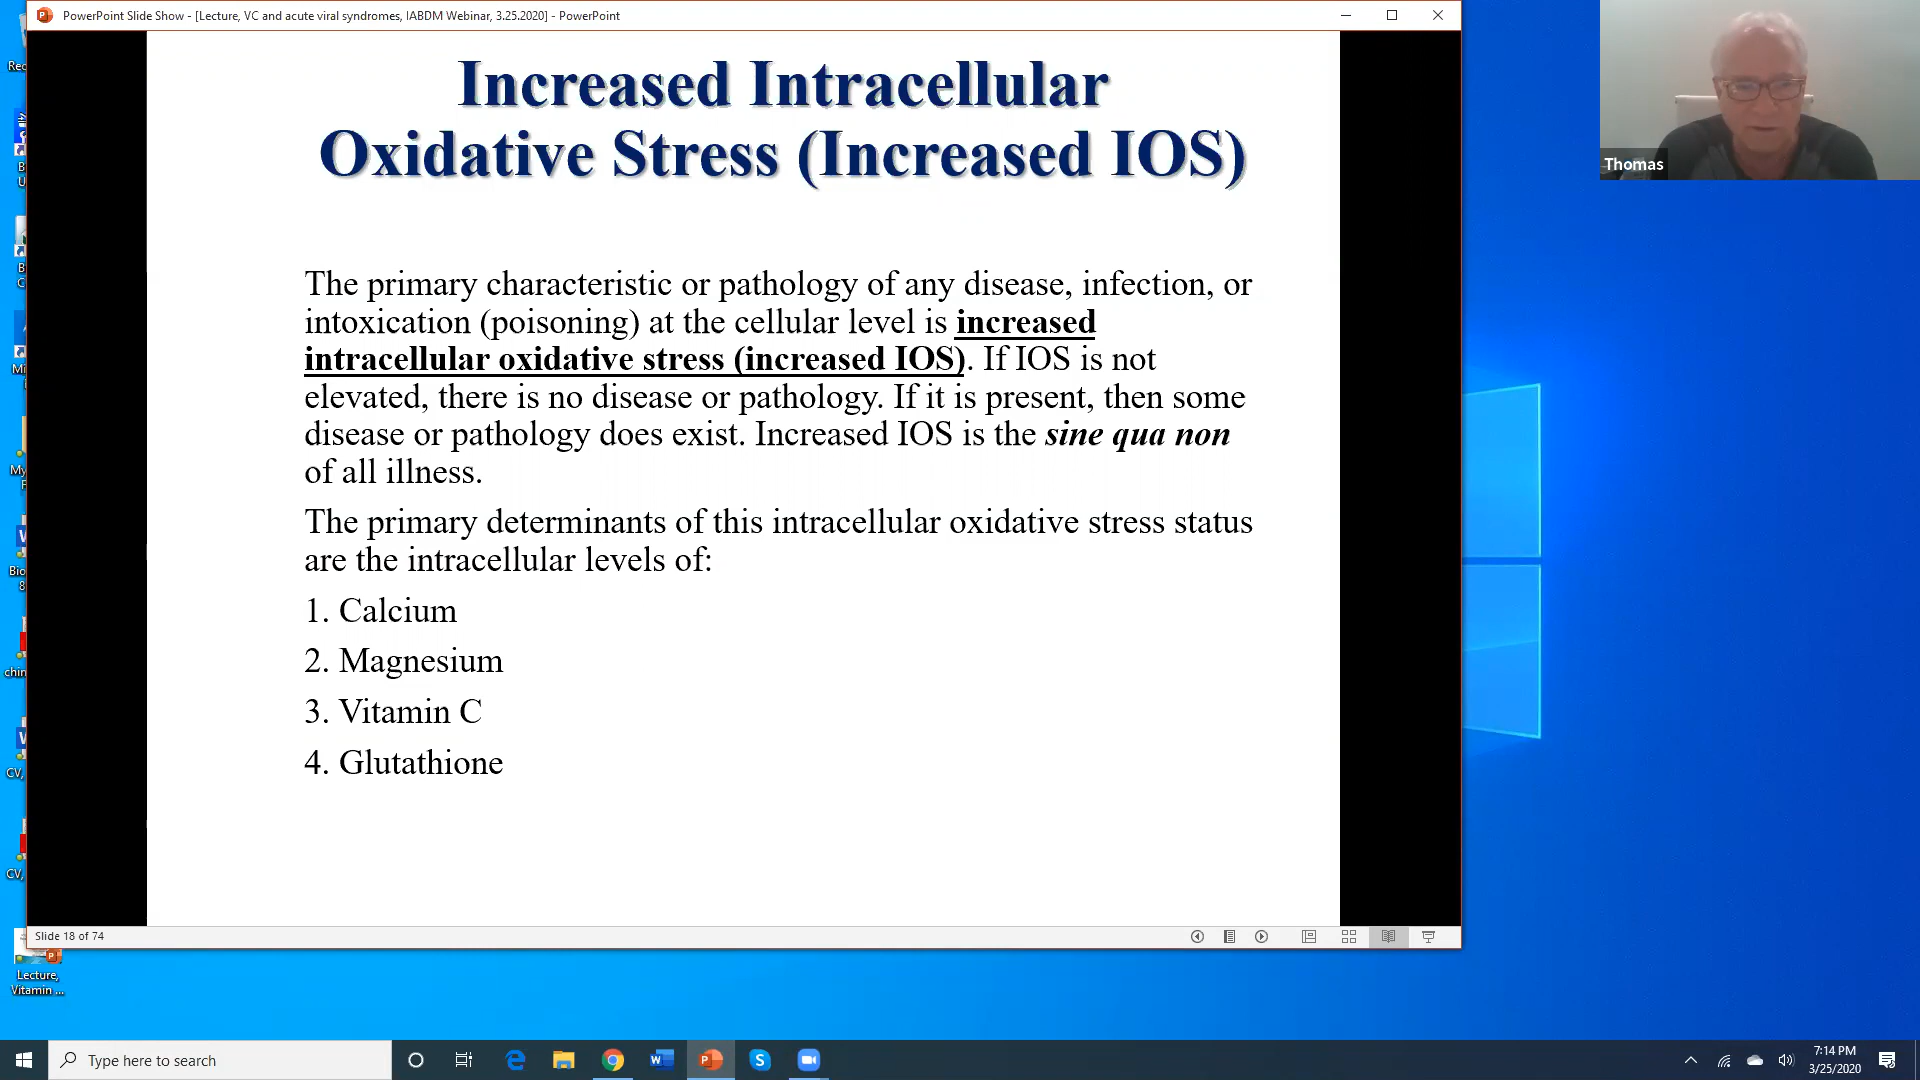 PowerPoint Slide Show - [Lecture, VC and acute viral syndromes, IABDM Webinar, 3.25.2020] - PowerPoint
Thomas
Increased Intracellular
Oxidative Stress (Increased IOS)
The primary characteristic or pathology of any disease, infection, or
intoxication (poisoning) at the cellular level is increased
intracellular oxidative stress (increased IOS). If IOS is not
elevated, there is no disease or pathology. If it is present, then some
disease or pathology does exist. Increased IOS is the sine qua non
of all illness.
The primary determinants of this intracellular oxidative stress status
are the intracellular levels of:
1. Calcium
2. Magnesium
3. Vitamin C
4. Glutathione
Slide 18 of 74
Lecture,
Vitamin ...
Type here to search
7:14 PM
3/25/2020